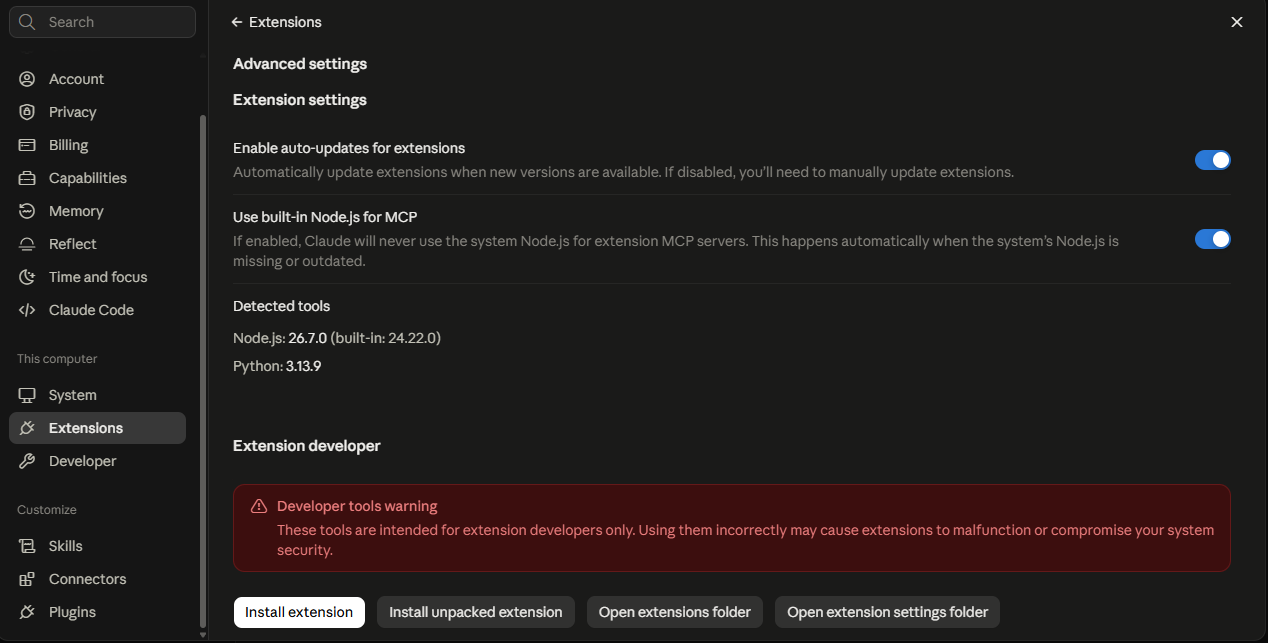 Search
Account
Privacy
Billing
Capabilities
Memory
Reflect
Time and focus
Claude Code
This computer
System
Extensions
Developer
Customize
Skills
Connectors
Plugins
Extensions
Advanced settings
Extension settings
Enable auto-updates for extensions
Automatically update extensions when new versions are available. If disabled, you’ll need to manually update extensions.
Use built-in Node.js for MCP
If enabled, Claude will never use the system Node.js for extension MCP servers. This happens automatically when the system’s Node.js is
missing or outdated.
Detected tools
Node.js: 26.7.0 (built-in: 24.22.0)
Python: 3.13.9
Extension developer
Developer tools warning
These tools are intended for extension developers only. Using them incorrectly may cause extensions to malfunction or compromise your system
security.
Install extension
Install unpacked extension
Open extensions folder
Open extension settings folder